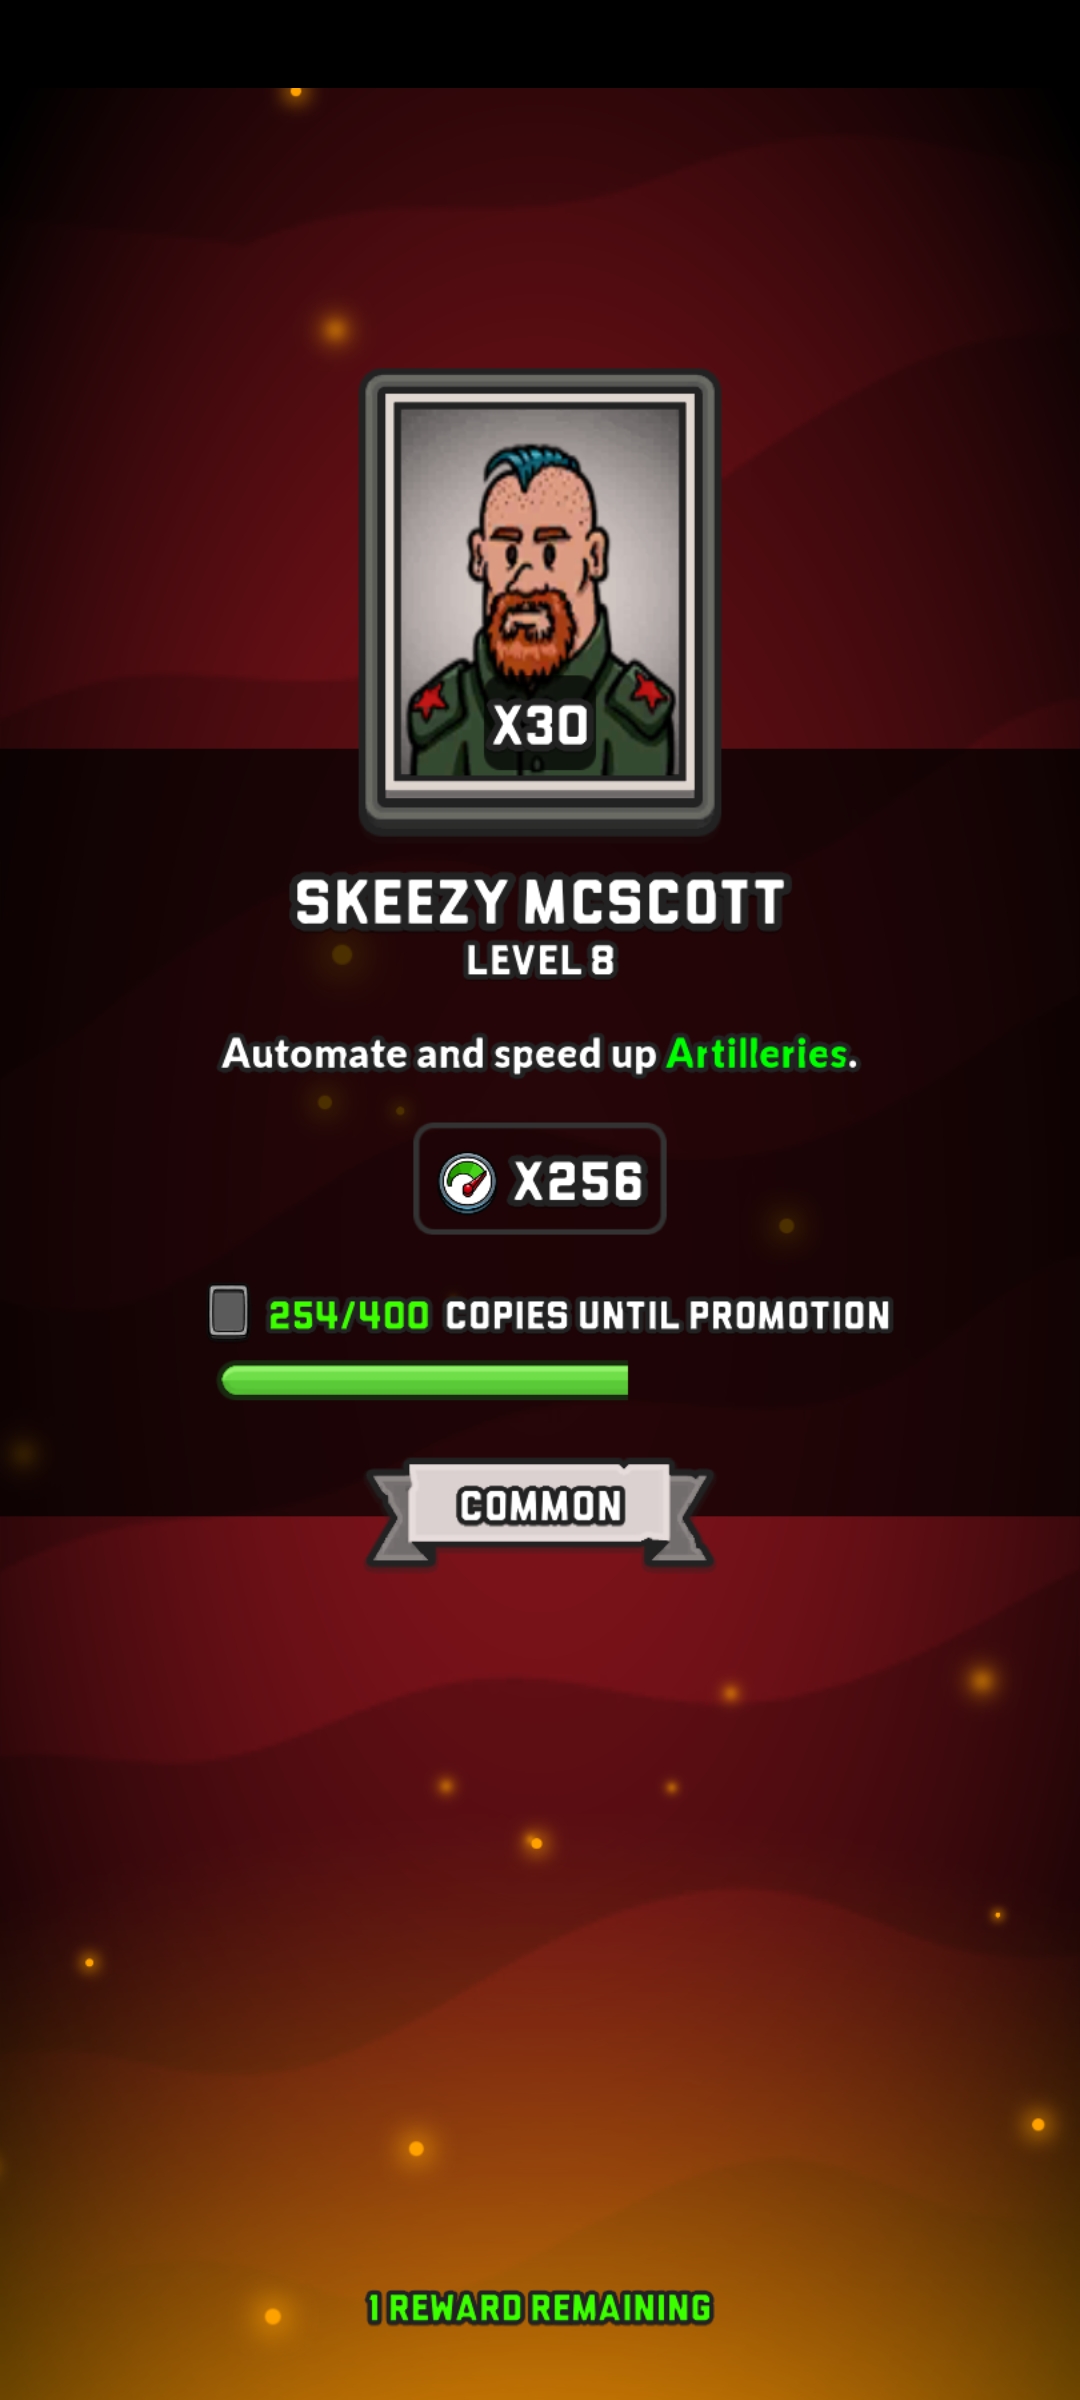 X30
SKEEZY MCSCOTT
LEVEL 8
Automate and speed up Artilleries.
X256
254/400 COPIES UNTIL PROMOTION
COMMON
1 REWARD REMAINING